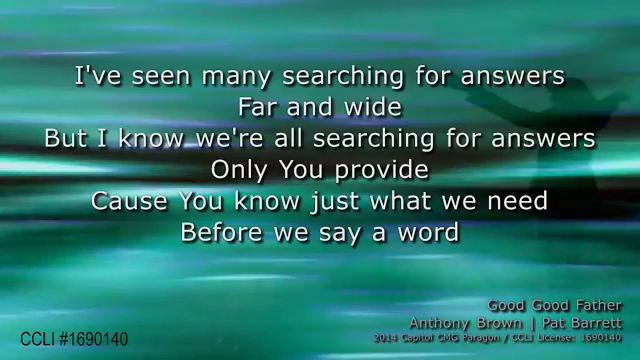 I've seen many searching for answers
Far and wide
But I know we're all searching for answers
Only You provide
Cause You know just what we need
Before we say a word
Good Good Father
Anthony Brown | Pat Barrett
2014 Capitol CMG Paragon / CCLI License: 1690140
CCLI #1690140